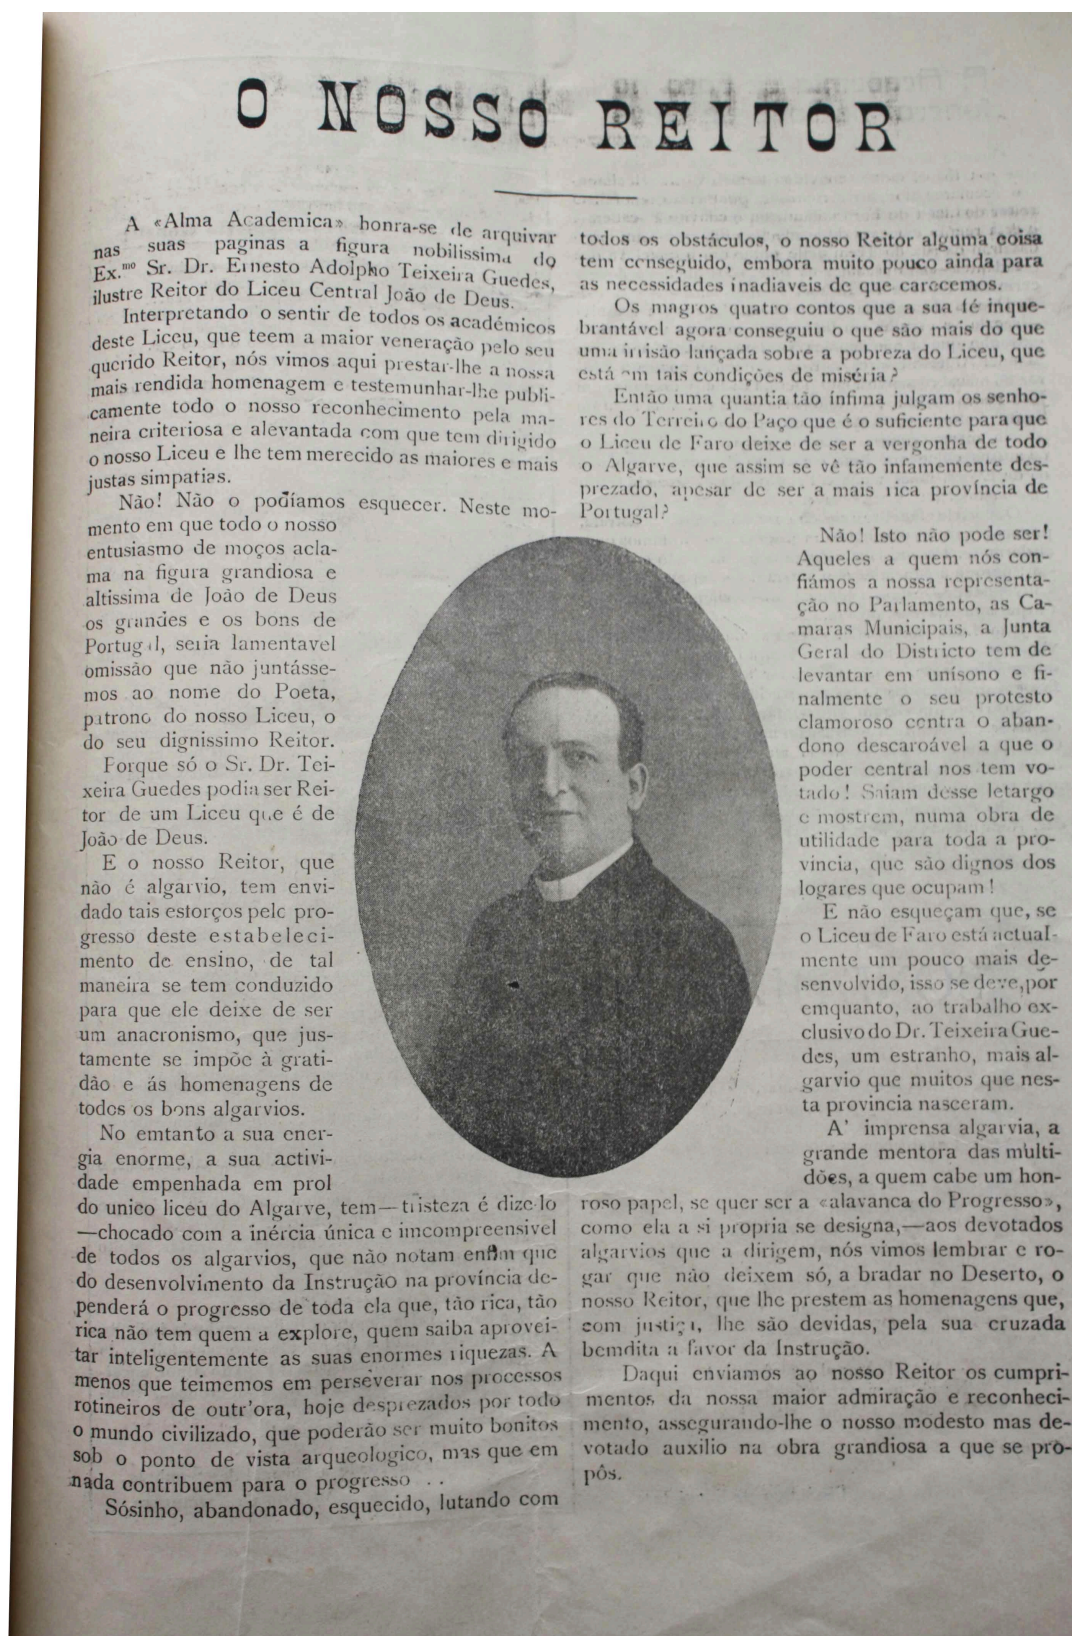 O NOSSO REITOR
A «Alma Academica» honra-se de arquivar
nas suas paginas a figura nobilissima do
Ex.mo Sr. Dr. Ernesto Adolpho Teixeira Guedes,
ilustre Reitor do Liceu Central João de Deus.
Interpretando o sentir de todos os académicos
deste Liceu, que teem a maior veneração pelo seu
querido Reitor, nós vimos aqui prestar-lhe a nossa
mais rendida homenagem e testemunhar-lhe publi-
camente todo o nosso reconhecimento pela ma-
neira criteriosa e alevantada com que tem dirigido
o nosso Liceu e lhe tem merecido as maiores e mais
justas simpatias.
Não! Não o podíamos esquecer. Neste mo-
mento em que todo o nosso
entusiasmo de moços acla-
ma na figura grandiosa e
altissima de João de Deus
os grandes e os bons de
Portugal, seria lamentavel
omissão que não juntásse-
mos ao nome do Poeta,
patrono do nosso Liceu, o
do seu dignissimo Reitor.
Porque só o Sr. Dr. Tei-
xeira Guedes podia ser Rei-
tor de um Liceu que é de
João de Deus.
E o nosso Reitor, que
não é algarvio, tem envi-
dado tais esforços pelo pro-
gresso deste estabeleci-
mento de ensino, de tal
maneira se tem conduzido
para que ele deixe de ser
um anacronismo, que jus-
tamente se impõe à grati-
dão e ás homenagens de
todos os bons algarvios.
No emtanto a sua ener-
gia enorme, a sua activi-
dade empenhada em prol
do unico liceu do Algarve, tem—tristeza é dize-lo
—chocado com a inércia única e imcompreensivel
de todos os algarvios, que não notam enfim que
do desenvolvimento da Instrução na província de-
penderá o progresso de toda ela que, tão rica, tão
rica não tem quem a explore, quem saiba aprovei-
tar inteligentemente as suas enormes riquezas. A
menos que teimemos em perseverar nos processos
rotineiros de outr'ora, hoje desprezados por todo
o mundo civilizado, que poderão ser muito bonitos
sob o ponto de vista arqueologico, mas que em
nada contribuem para o progresso . .
Sósinho, abandonado, esquecido, lutando com
todos os obstáculos, o nosso Reitor alguma coisa
tem conseguido, embora muito pouco ainda para
as necessidades inadiaveis de que carecemos.
Os magros quatro contos que a sua fé inque-
brantável agora conseguiu o que são mais do que
uma irrisão lançada sobre a pobreza do Liceu, que
está em tais condições de miséria?
Então uma quantia tão ínfima julgam os senho-
res do Terreiro do Paço que é o suficiente para que
o Liceu de Faro deixe de ser a vergonha de todo
o Algarve, que assim se vê tão infamemente des-
prezado, apesar de ser a mais rica província de
Portugal?
Não! Isto não pode ser!
Aqueles a quem nós con-
fiámos a nossa representa-
ção no Parlamento, as Ca-
maras Municipais, a Junta
Geral do Districto tem de
levantar em unísono e fi-
nalmente o seu protesto
clamoroso contra o aban-
dono descaroável a que o
poder central nos tem vo-
tado! Saiam desse letargo
e mostrem, numa obra de
utilidade para toda a pro-
vincia, que são dignos dos
logares que ocupam!
E não esqueçam que, se
o Liceu de Faro está actual-
mente um pouco mais de-
senvolvido, isso se deve, por
emquanto, ao trabalho ex-
clusivo do Dr. Teixeira Gue-
des, um estranho, mais al-
garvio que muitos que nes-
ta provincia nasceram.
A' imprensa algarvia, a
grande mentora das multi-
dões, a quem cabe um hon-
roso papel, se quer ser a «alavanca do Progresso»,
como ela a si propria se designa,—aos devotados
algarvios que a dirigem, nós vimos lembrar e ro-
gar que não deixem só, a bradar no Deserto, o
nosso Reitor, que lhe prestem as homenagens que,
com justiça, lhe são devidas, pela sua cruzada
bemdita a favor da Instrução.
Daqui enviamos ao nosso Reitor os cumpri-
mentos da nossa maior admiração e reconheci-
mento, assegurando-lhe o nosso modesto mas de-
votado auxilio na obra grandiosa a que se pro-
pôs.